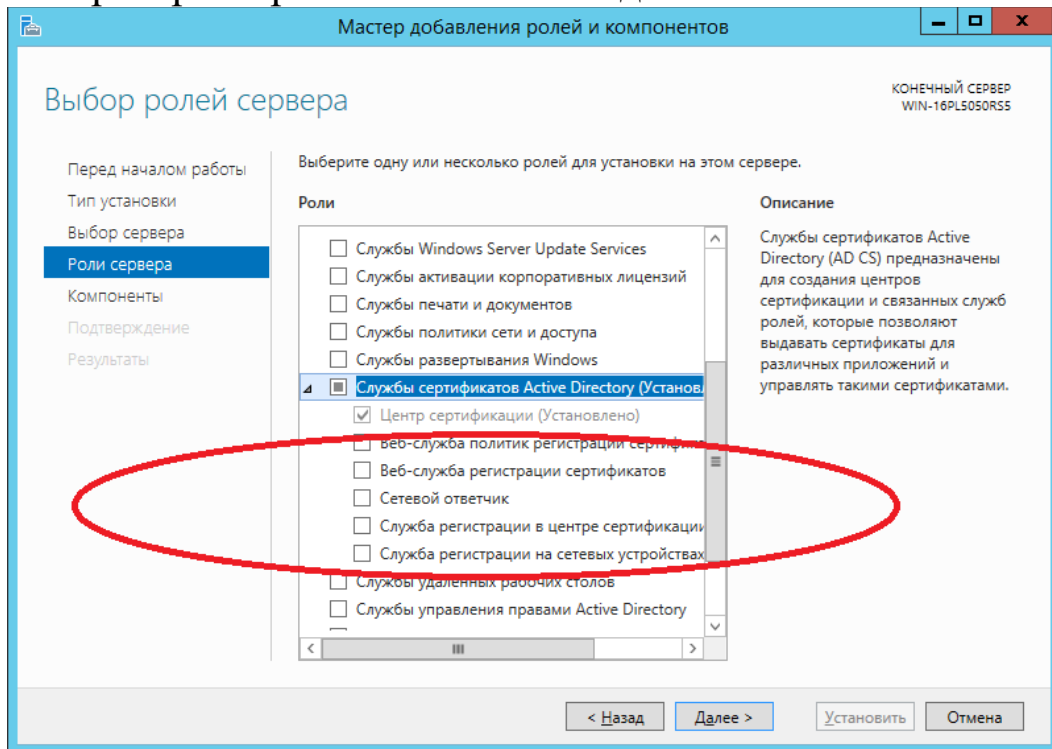 Мастер добавления ролей и компонентов
Выбор ролей сервера
КОНЕЧНЫЙ СЕРВЕР
WIN-16PL5050RS5
Перед началом работы
Тип установки
Выбор сервера
Роли сервера
Компоненты
Подтверждение
Результаты
Выберите одну или несколько ролей для установки на этом сервере.
Роли
Службы Windows Server Update Services
Службы активации корпоративных лицензий
Службы печати и документов
Службы политики сети и доступа
Службы развертывания Windows
Службы сертификатов Active Directory (Установл
Центр сертификации (Установлено)
Веб-служба политик регистрации сертифика
Веб-служба регистрации сертификатов
Сетевой ответчик
Служба регистрации в центре сертификации
Служба регистрации на сетевых устройствах
Службы удаленных рабочих столов
Службы управления правами Active Directory
Описание
Службы сертификатов Active
Directory (AD CS) предназначены
для создания центров
сертификации и связанных служб
ролей, которые позволяют
выдавать сертификаты для
различных приложений и
управлять такими сертификатами.
< Назад
Далее >
Установить
Отмена